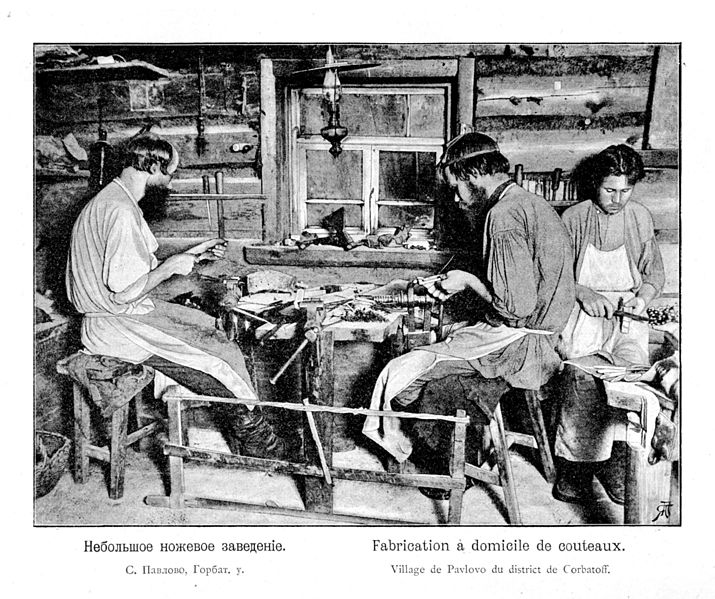 Небольшое ножевое заведеніе.
С. Павлово, Горбат. у.
Fabrication à domicile de couteaux.
Village de Pavlovo du district de Corbatoff.